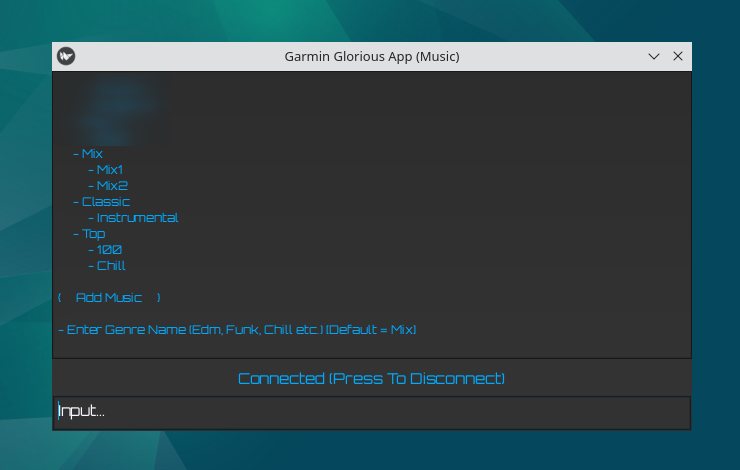 Garmin Glorious App (Music)
- Mix
- Mix1
- Mix2
- Classic
- Instrumental
- Top
- 100
- Chill
( Add Music )
- Enter Genre Name (Edm, Funk, Chill etc.) (Default = Mix)
Connected (Press To Disconnect)
Input...